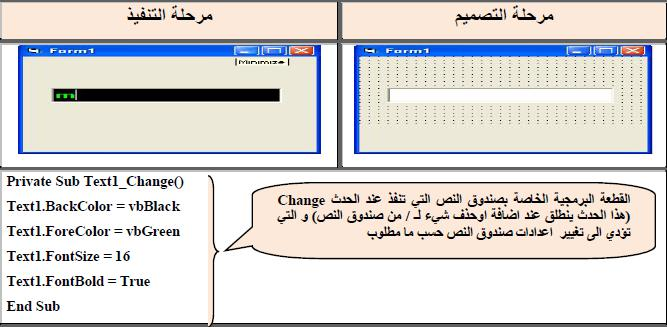 مرحلة التصميم
مرحلة التنفيذ
Form1
Form1
Minimize
m
Private Sub Text1_Change()
Text1.BackColor = vbBlack
Text1.ForeColor = vbGreen
Text1.FontSize = 16
Text1.FontBold = True
End Sub
القطعة البرمجية الخاصة بصندوق النص التي تنفذ عند الحدث Change
(هذا الحدث ينطلق عند اضافة اوحذف شيء لـ / من صندوق النص) و التي
تؤدي الى تغيير اعدادات صندوق النص حسب ما مطلوب